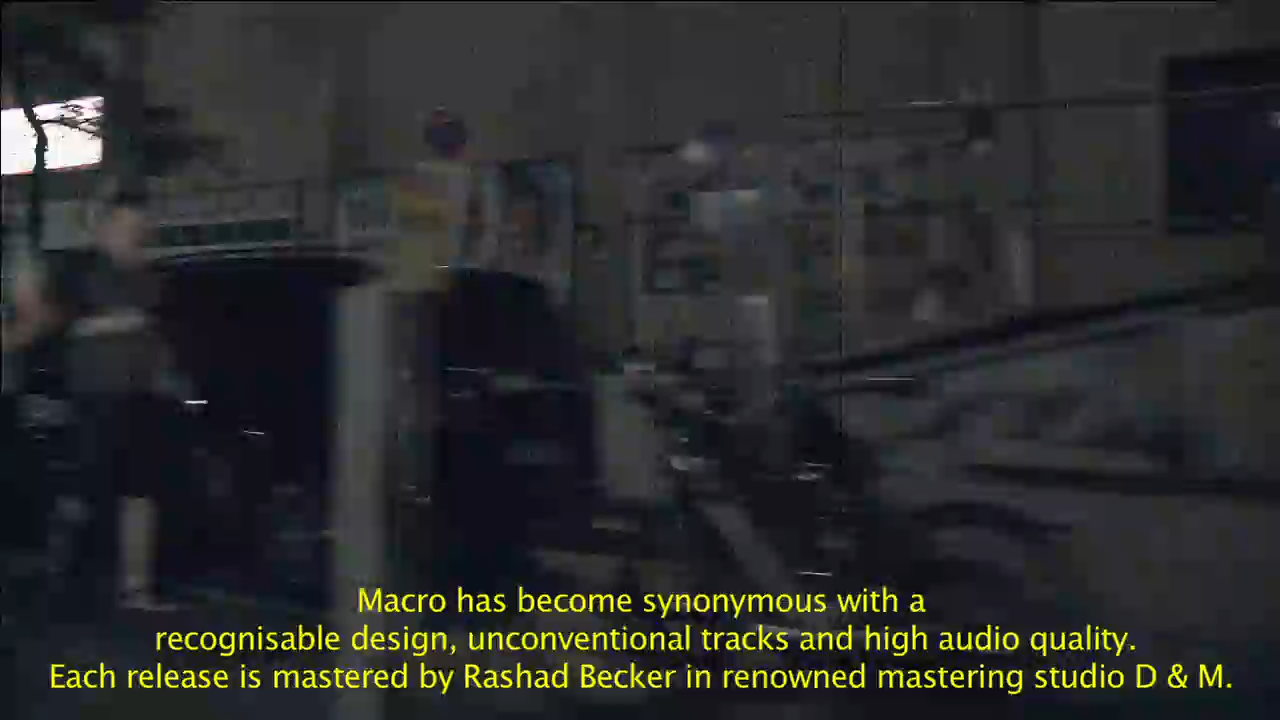 Macro has become synonymous with a
recognisable design, unconventional tracks and high audio quality.
Each release is mastered by Rashad Becker in renowned mastering studio D & M.